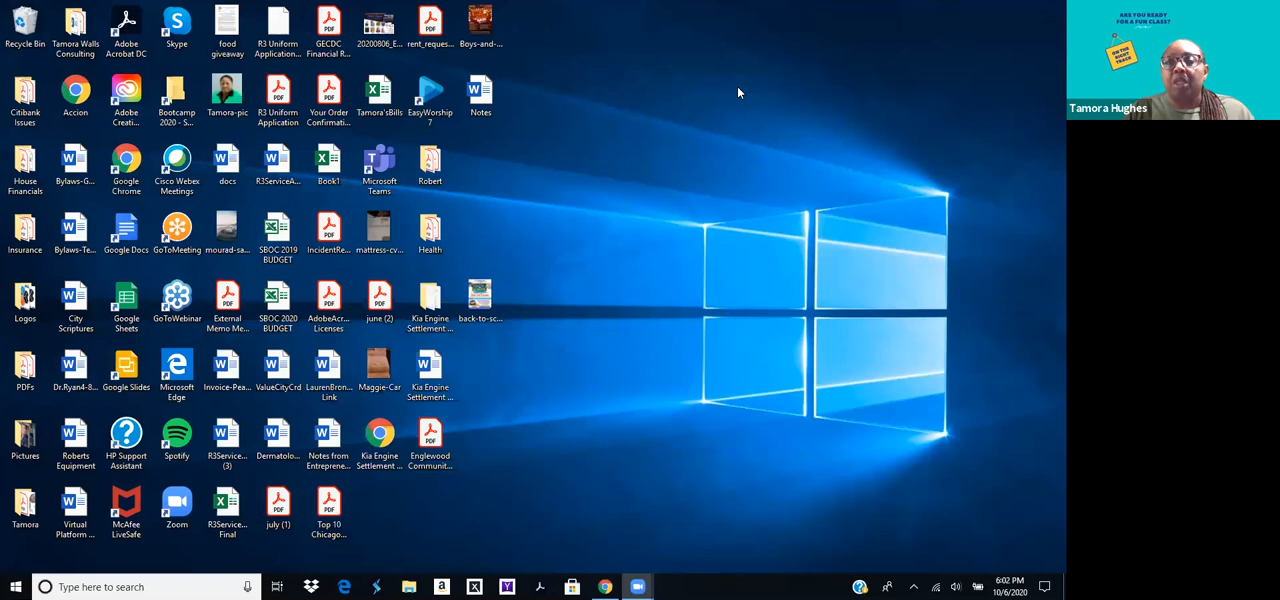 Recycle Bin
Tamora Walls
Consulting
Adobe
Acrobat DC
Skype
food
giveaway
R3 Uniform
Application...
GECDC
Financial R...
20200806_E...
rent_reques...
Boys-and-...
Citibank
Issues
Accion
Adobe
Creati...
Bootcamp
2020 - S...
Tamora-pic
R3 Uniform
Application
Your Order
Confirmati...
Tamora'sBills
EasyWorship
7
Notes
House
Financials
Bylaws-G...
Google
Chrome
Cisco Webex
Meetings
docs
R3ServiceA...
Book1
Microsoft
Teams
Robert
Insurance
Bylaws-Te...
Google Docs
GoToMeeting
mourad-sa...
SBOC 2019
BUDGET
IncidentRe...
mattress-cv...
Health
Logos
City
Scriptures
Google
Sheets
GoToWebinar
External
Memo Me...
SBOC 2020
BUDGET
AdobeAcr...
Licenses
june (2)
Kia Engine
Settlement ...
back-to-sc...
PDFs
Dr.Ryan4-8...
Google Slides
Microsoft
Edge
Invoice-Pea...
ValueCityCrd
LaurenBron...
Link
Maggie-Car
Kia Engine
Settlement ...
Pictures
Roberts
Equipment
HP Support
Assistant
Spotify
R3Service...
(3)
Dermatolo...
Notes from
Entreprene...
Kia Engine
Settlement ...
Englewood
Communit...
Tamora
Virtual
Platform ...
McAfee
LiveSafe
Zoom
R3Service...
Final
july (1)
Top 10
Chicago...
Type here to search
6:02 PM
10/6/2020
ARE YOU READY
FOR A FUN CLASS?
ON THE
RIGHT
TRACK
Tamora Hughes